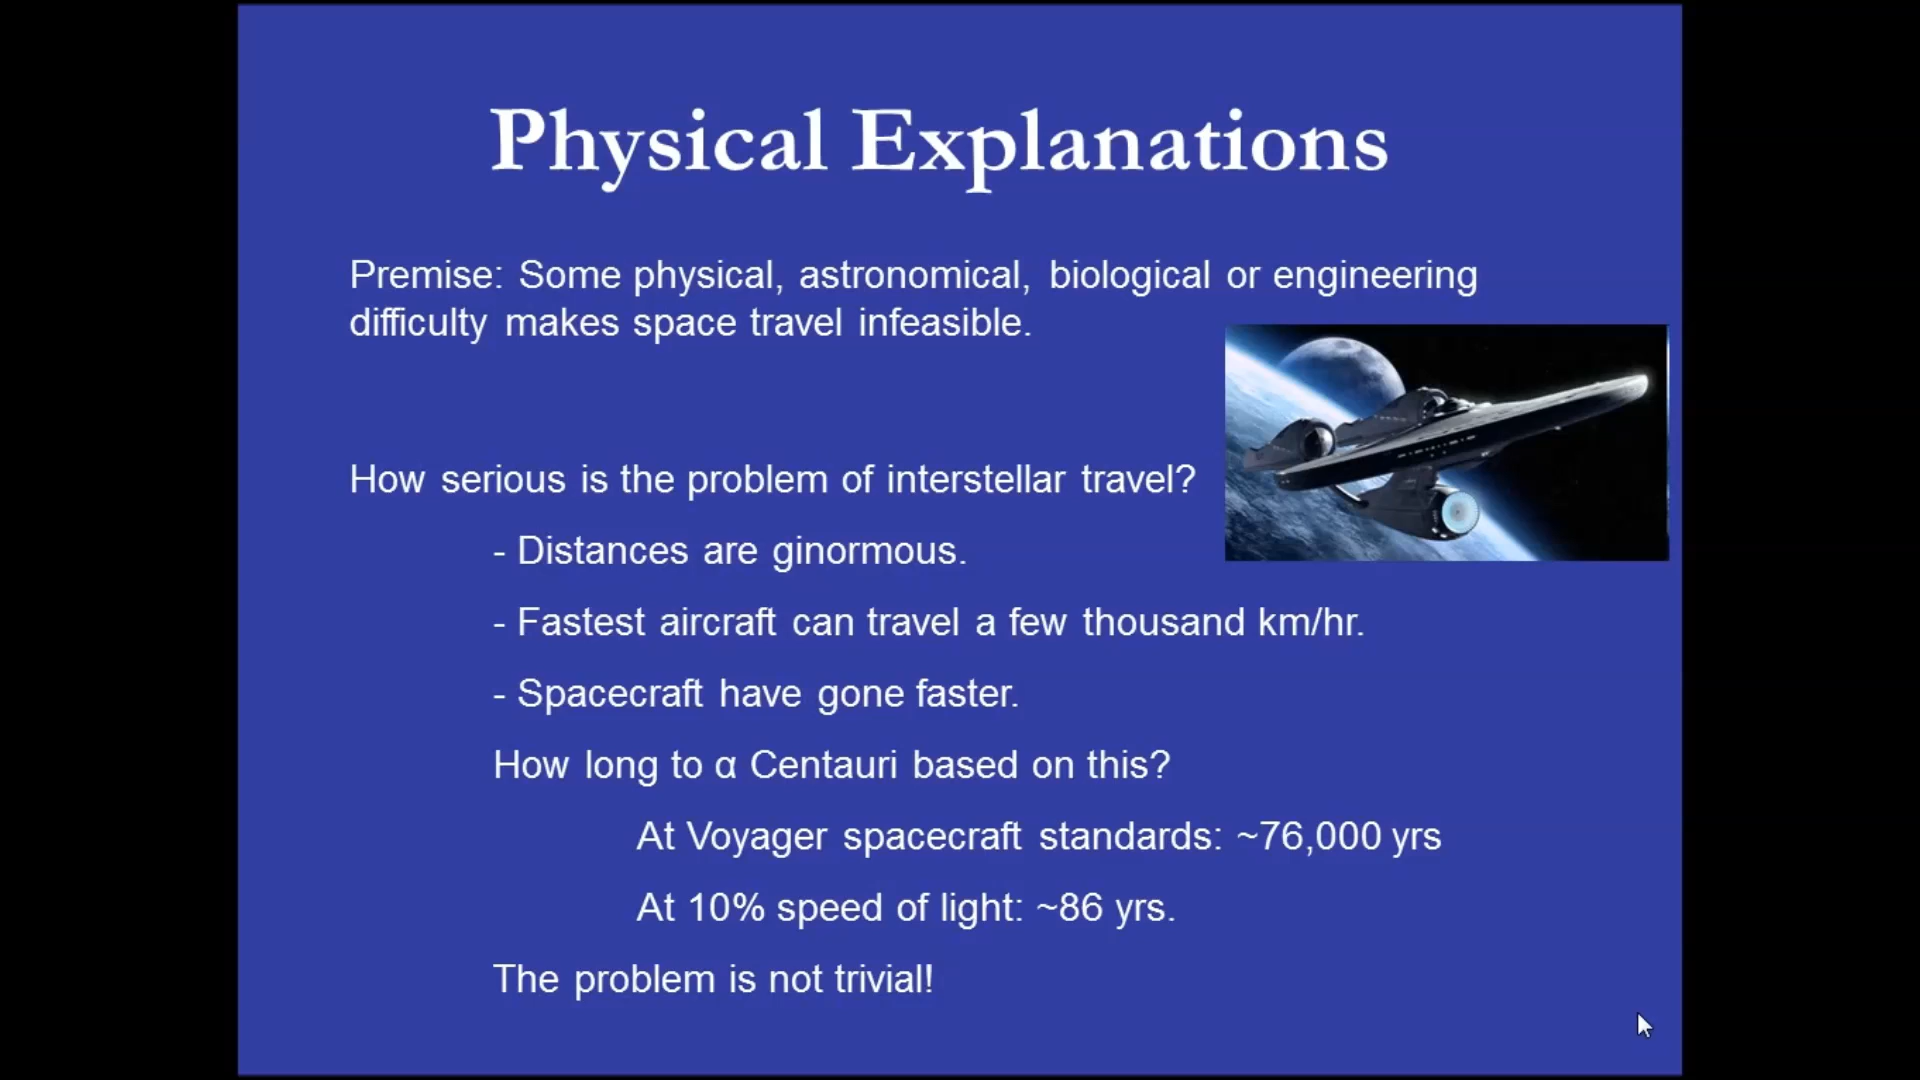 Physical Explanations
Premise: Some physical, astronomical, biological or engineering
difficulty makes space travel infeasible.
How serious is the problem of interstellar travel?
- Distances are ginormous.
- Fastest aircraft can travel a few thousand km/hr.
- Spacecraft have gone faster.
How long to α Centauri based on this?
At Voyager spacecraft standards: ~76,000 yrs
At 10% speed of light: ~86 yrs.
The problem is not trivial!